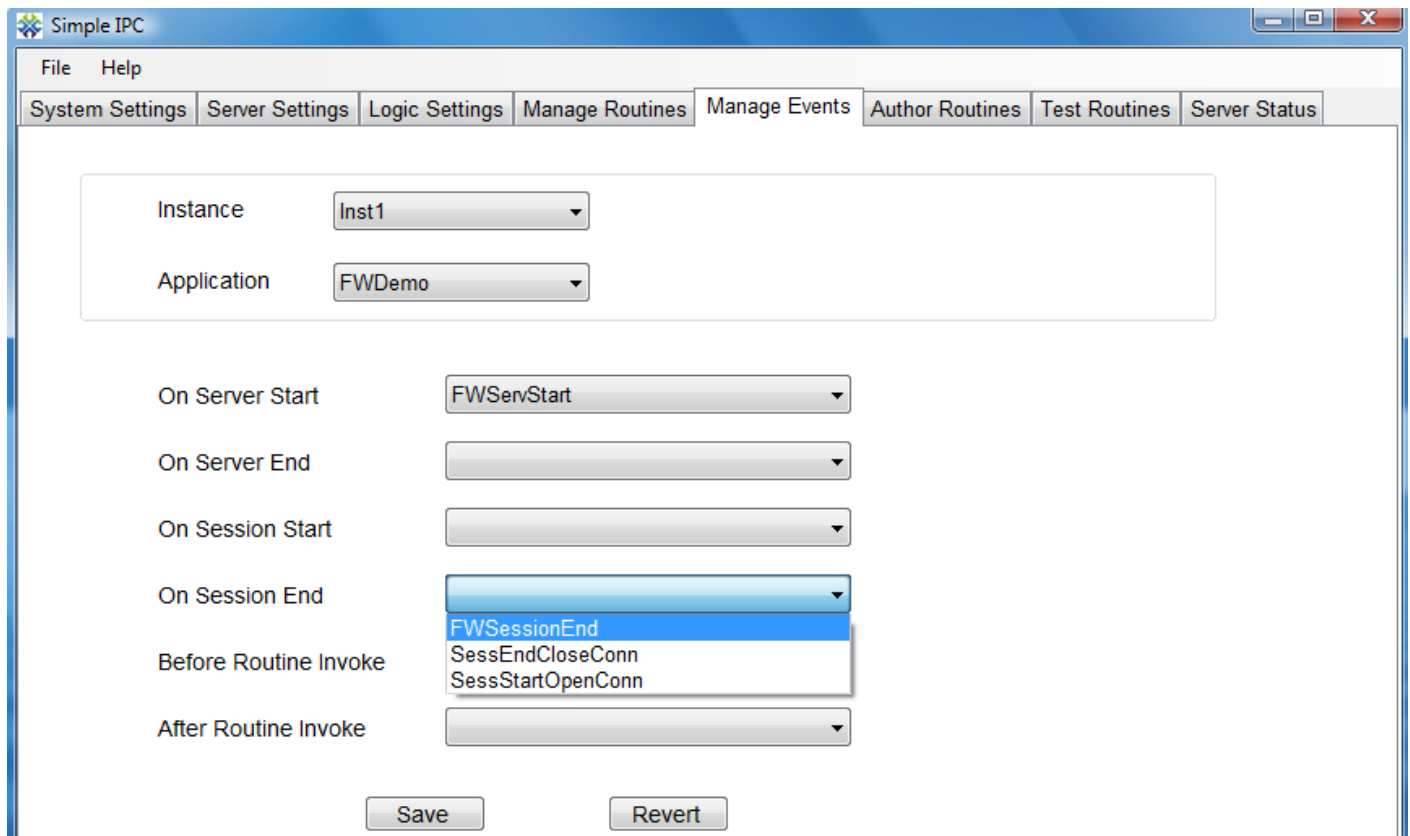 Simple IPC
File Help
System Settings Server Settings Logic Settings Manage Routines Manage Events Author Routines Test Routines Server Status
Instance Inst1
Application FWDemo
On Server Start FWServStart
On Server End
On Session Start
On Session End
FWSessionEnd
SessEndCloseConn
Before Routine Invoke
SessStartOpenConn
After Routine Invoke
Save Revert